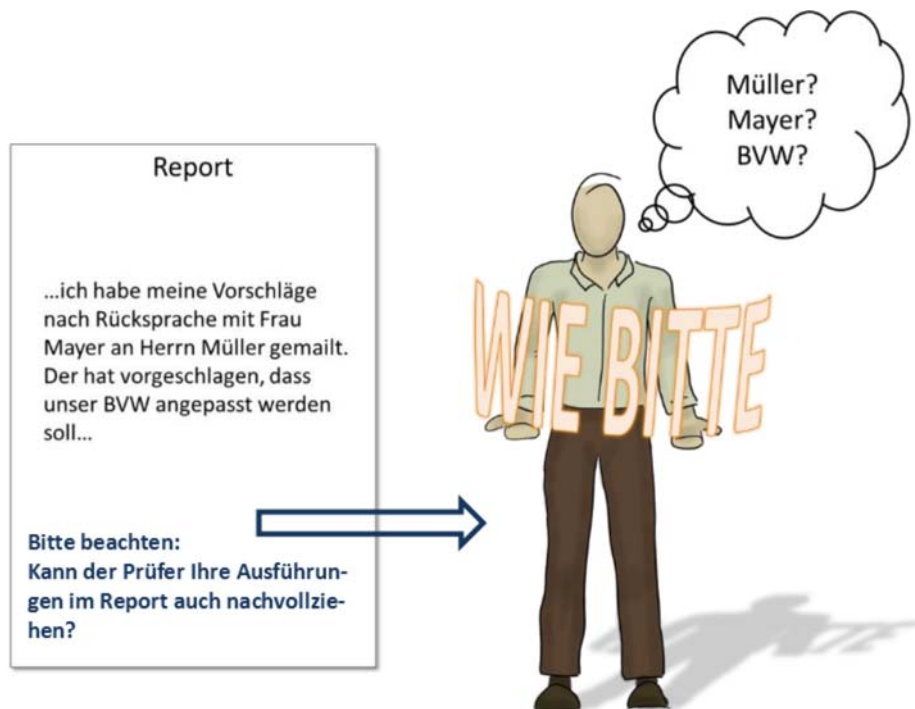 Report
...ich habe meine Vorschläge
nach Rücksprache mit Frau
Mayer an Herrn Müller gemailt.
Der hat vorgeschlagen, dass
unser BVW angepasst werden
soll...
Bitte beachten:
Kann der Prüfer Ihre Ausführun-
gen im Report auch nachvollzie-
hen?
Müller?
Mayer?
BVW?
WIE BITTE